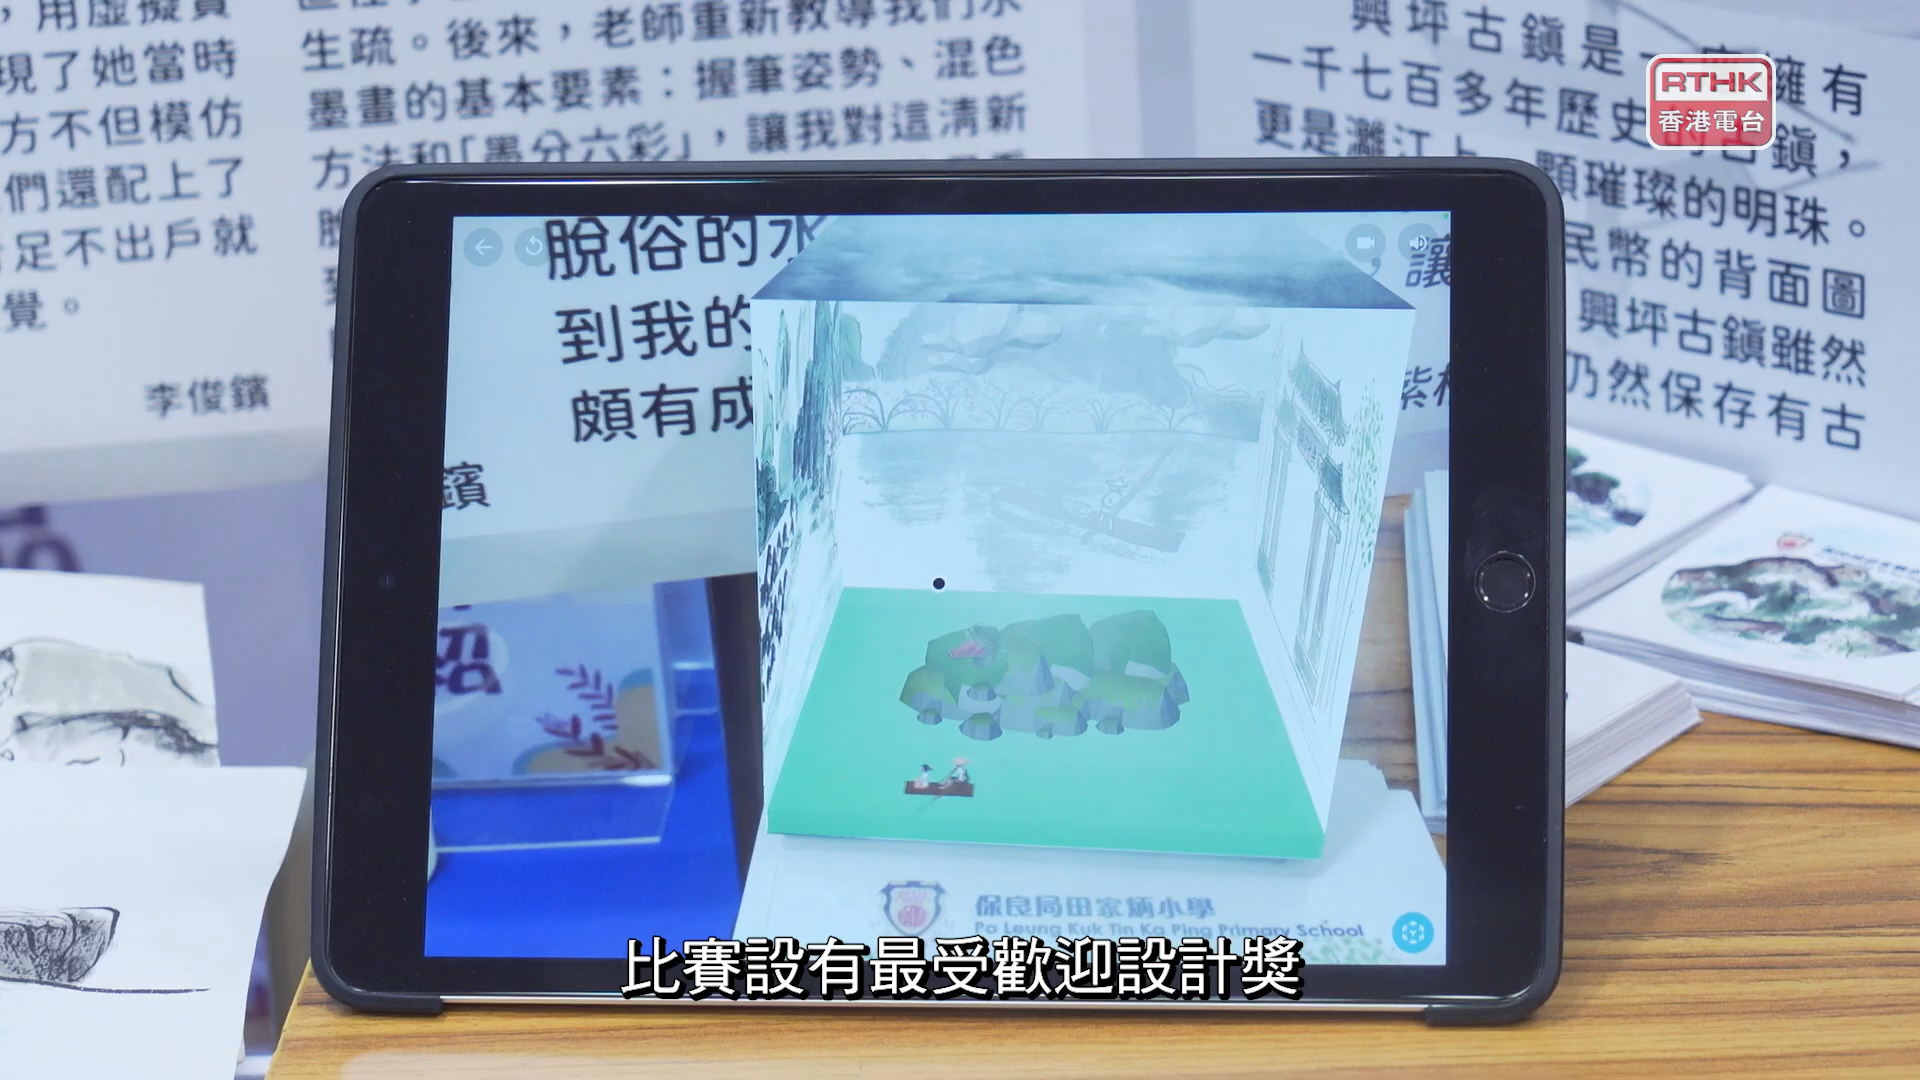 ，用虛擬實
現了她當時
方不但模仿
們還配上了
足不出戶就
覺。
李俊鑌
生疏。後來，老師重新教導我們水
墨畫的基本要素：握筆姿勢、混色
方法和「墨分六彩」，讓我對這清新
興坪古鎮是一
擁有
一千七百多年歷史的古鎮，
更是灕江上
顆璀璨的明珠。
民幣的背面圖
興坪古鎮雖然
仍然保存有古
RTHK
香港電台
脫俗的水
到我的
頗有成
鑌
讓
紫荊
保良局田家炳小學
Po Leung Kuk Tin Ka Ping Primary School
比賽設有最受歡迎設計獎